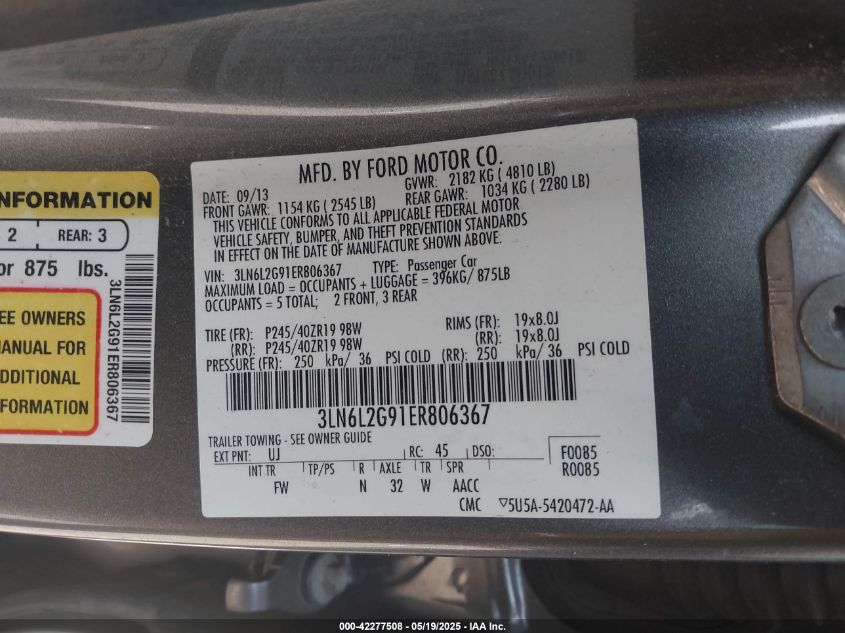 INFORMATION
2 REAR: 3
or 875 lbs.
EE OWNERS
MANUAL FOR
DDITIONAL
FORMATION
3LN6L2G91ER806367
MFD. BY FORD MOTOR CO.
DATE: 09/13 GVWR: 2182 KG ( 4810 LB)
FRONT GAWR: 1154 KG ( 2545 LB) REAR GAWR: 1034 KG ( 2280 LB)
THIS VEHICLE CONFORMS TO ALL APPLICABLE FEDERAL MOTOR
VEHICLE SAFETY, BUMPER, AND THEFT PREVENTION STANDARDS
IN EFFECT ON THE DATE OF MANUFACTURE SHOWN ABOVE.
VIN: 3LN6L2G91ER806367 TYPE: Passenger Car
MAXIMUM LOAD = OCCUPANTS + LUGGAGE = 396KG/ 875LB
OCCUPANTS = 5 TOTAL; 2 FRONT, 3 REAR
TIRE (FR): P245/40ZR19 98W RIMS (FR): 19x8.0J
(RR): P245/40ZR19 98W (RR): 19x8.0J
PRESSURE (FR): 250 kPa/ 36 PSI COLD (RR): 250 kPa/ 36 PSI COLD
3LN6L2G91ER806367
TRAILER TOWING - SEE OWNER GUIDE
EXT PNT: UJ RC: 45 DSO: F0085
INT TR TP/PS R AXLE TR SPR R0085
FW N 32 W AACC
CMC ▽5U5A-5420472-AA
000-42277508 - 05/19/2025 - IAA Inc.